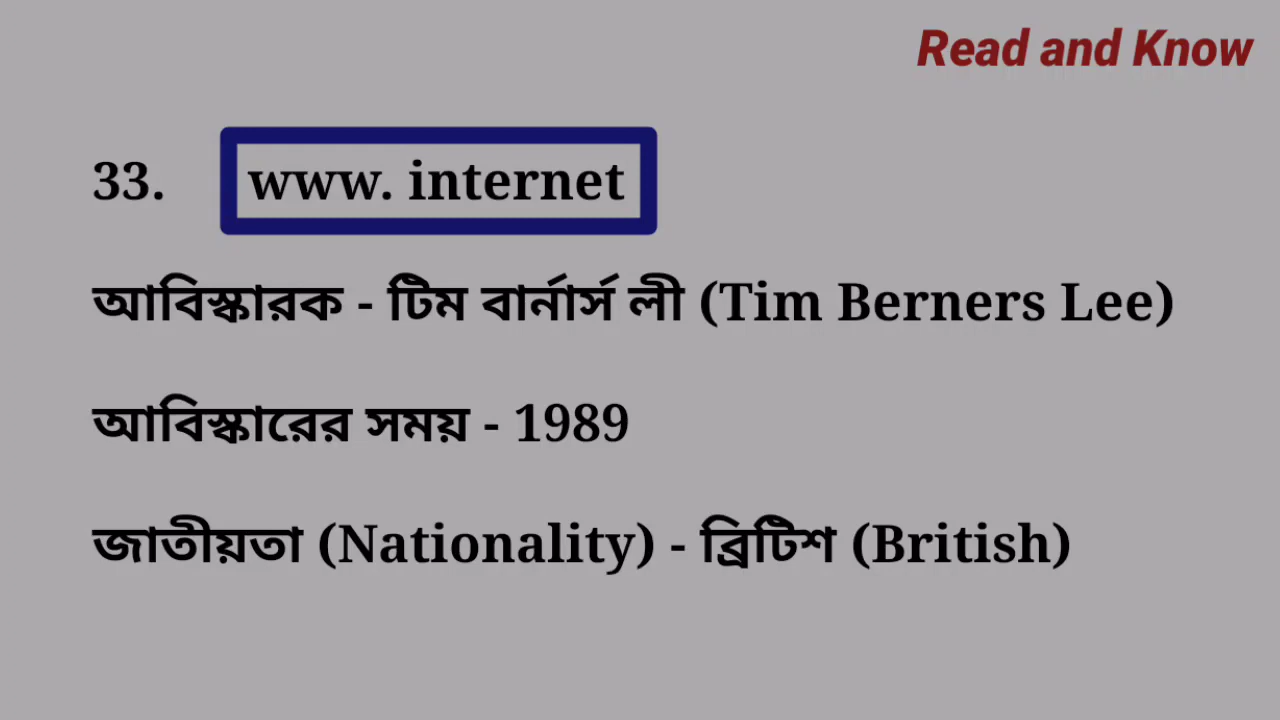 Read and Know
33. www. internet
আবিস্কারক - টিম বার্নার্স লী (Tim Berners Lee)
আবিস্কারের সময় - 1989
জাতীয়তা (Nationality) - ব্রিটিশ (British)